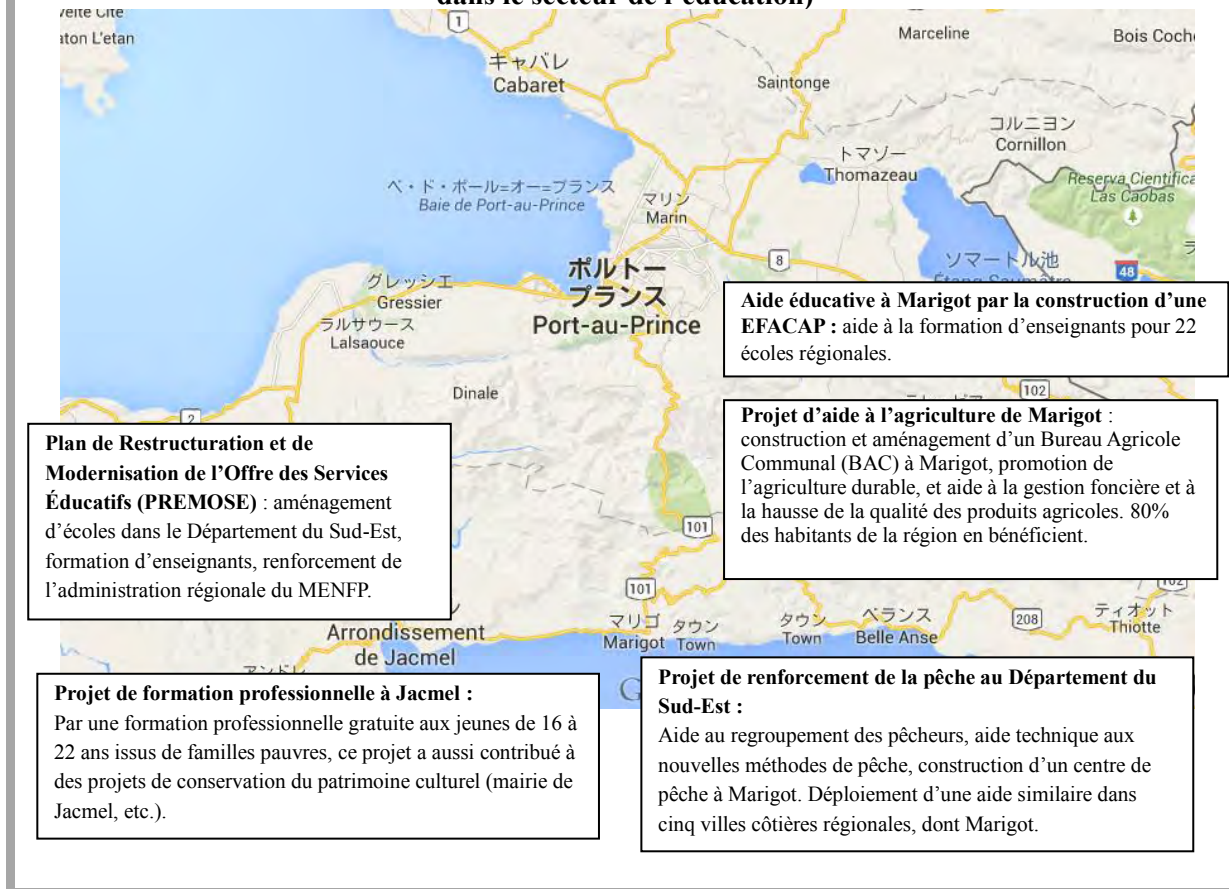 dans le secteur de l'éducation)
aton L'etan
1
Marceline
Bois Coch
キャバレ
Cabaret
Saintonge
コルニヨン
Cornillon
トマゾー
Thomazeau
ベ・ド・ポール=オー=プランス
Baie de Port-au-Prince
マリン
Marin
Reserva Cientifica
Las Caobas
8
ソマートル池
48
グレッシエ
Gressier
ポルトー
プランス
Port-au-Prince
ラルサウース
Lalsaouce
Aide éducative à Marigot par la construction d'une
EFACAP : aide à la formation d'enseignants pour 22
écoles régionales.
Dinale
102
2
Projet d'aide à l'agriculture de Marigot :
construction et aménagement d'un Bureau Agricole
Communal (BAC) à Marigot, promotion de
l'agriculture durable, et aide à la gestion foncière et à
la hausse de la qualité des produits agricoles. 80%
des habitants de la région en bénéficient.
Plan de Restructuration et de
Modernisation de l'Offre des Services
Éducatifs (PREMOSE) : aménagement
d'écoles dans le Département du Sud-Est,
formation d'enseignants, renforcement de
l'administration régionale du MENFP.
101
101
102
Arrondissement
de Jacmel
マリゴ
Marigot
タウン
Town
タウン
Town
ベランス
Belle Anse
208
ティオット
Thiotte
Projet de formation professionnelle à Jacmel :
Par une formation professionnelle gratuite aux jeunes de 16 à
22 ans issus de familles pauvres, ce projet a aussi contribué à
des projets de conservation du patrimoine culturel (mairie de
Jacmel, etc.).
G
Projet de renforcement de la pêche au Département du
Sud-Est :
Aide au regroupement des pêcheurs, aide technique aux
nouvelles méthodes de pêche, construction d'un centre de
pêche à Marigot. Déploiement d'une aide similaire dans
cinq villes côtières régionales, dont Marigot.